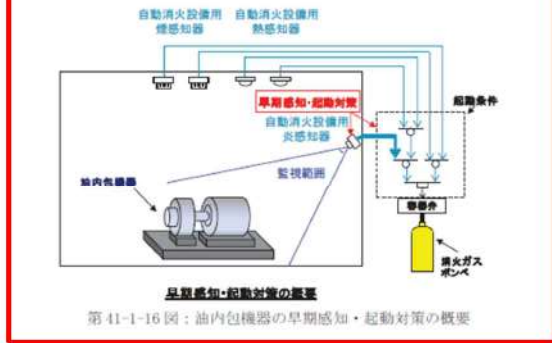 自動消火設備用
煙感知器
自動消火設備用
熱感知器
早期感知・起動対策
自動消火設備用
炎感知器
起動条件
監視範囲
油内包機器
容器弁
消火ガス
ボンベ
早期感知・起動対策の概要
第 41-1-16 図：油内包機器の早期感知・起動対策の概要